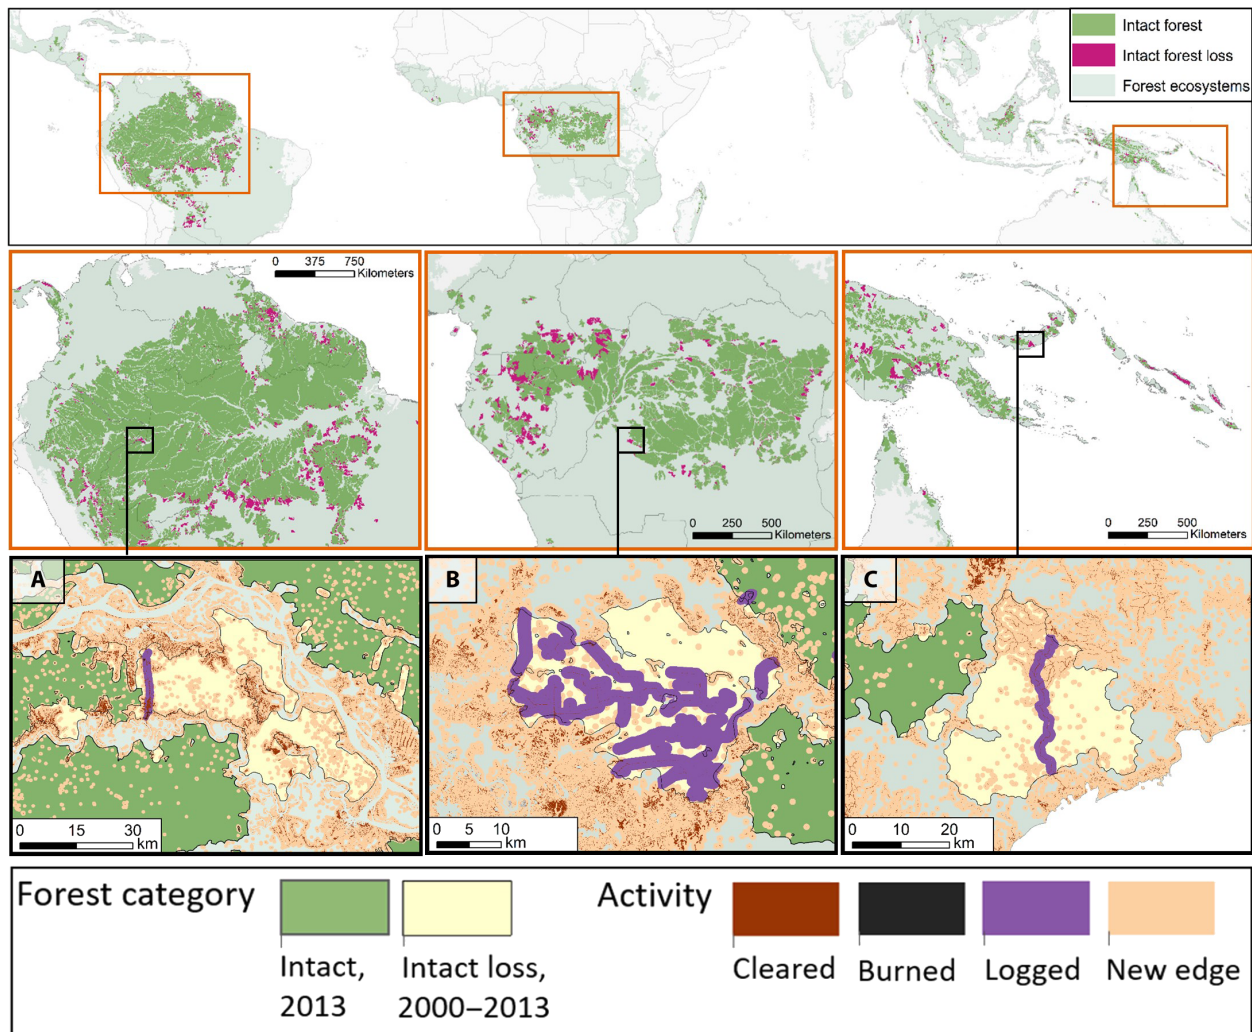 Intact forest
Intact forest loss
Forest ecosystems
0 375 750
Kilometers
0 250 500
Kilometers
0 250 500
Kilometers
A
B
C
0 15 30
km
0 5 10
km
0 10 20
km
Forest category
Activity
Intact,
2013
Intact loss,
2000–2013
Cleared
Burned
Logged
New edge